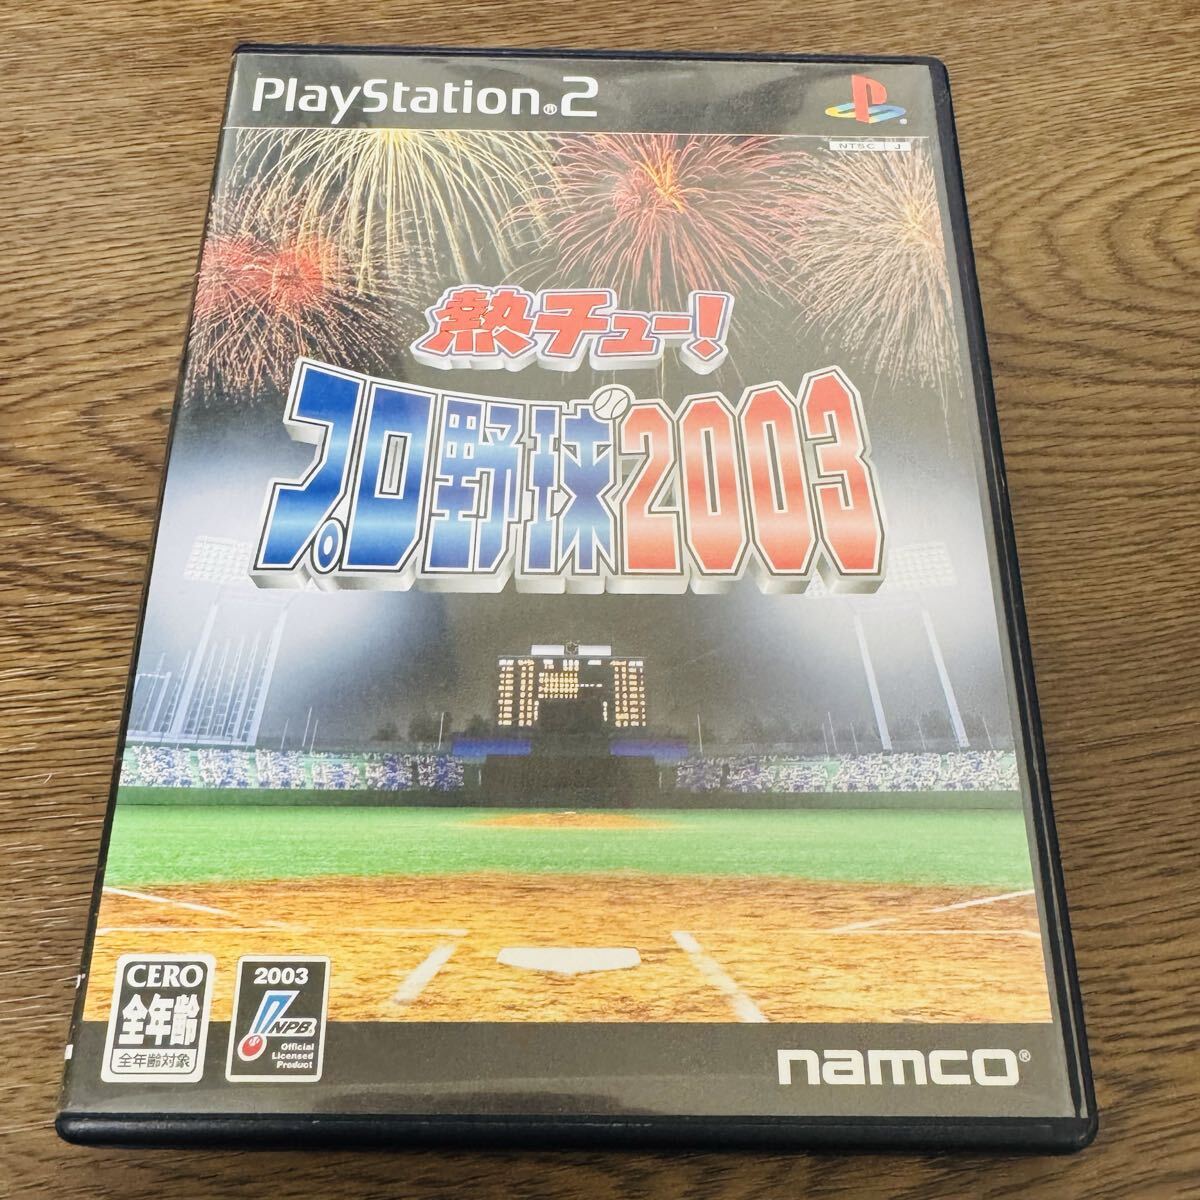 PlayStation®2
NTSC J
熱チュー!
プロ野球2003
CERO
全年齢
全年齢対象
2003
NPB
Official
Licensed
Product
namco®